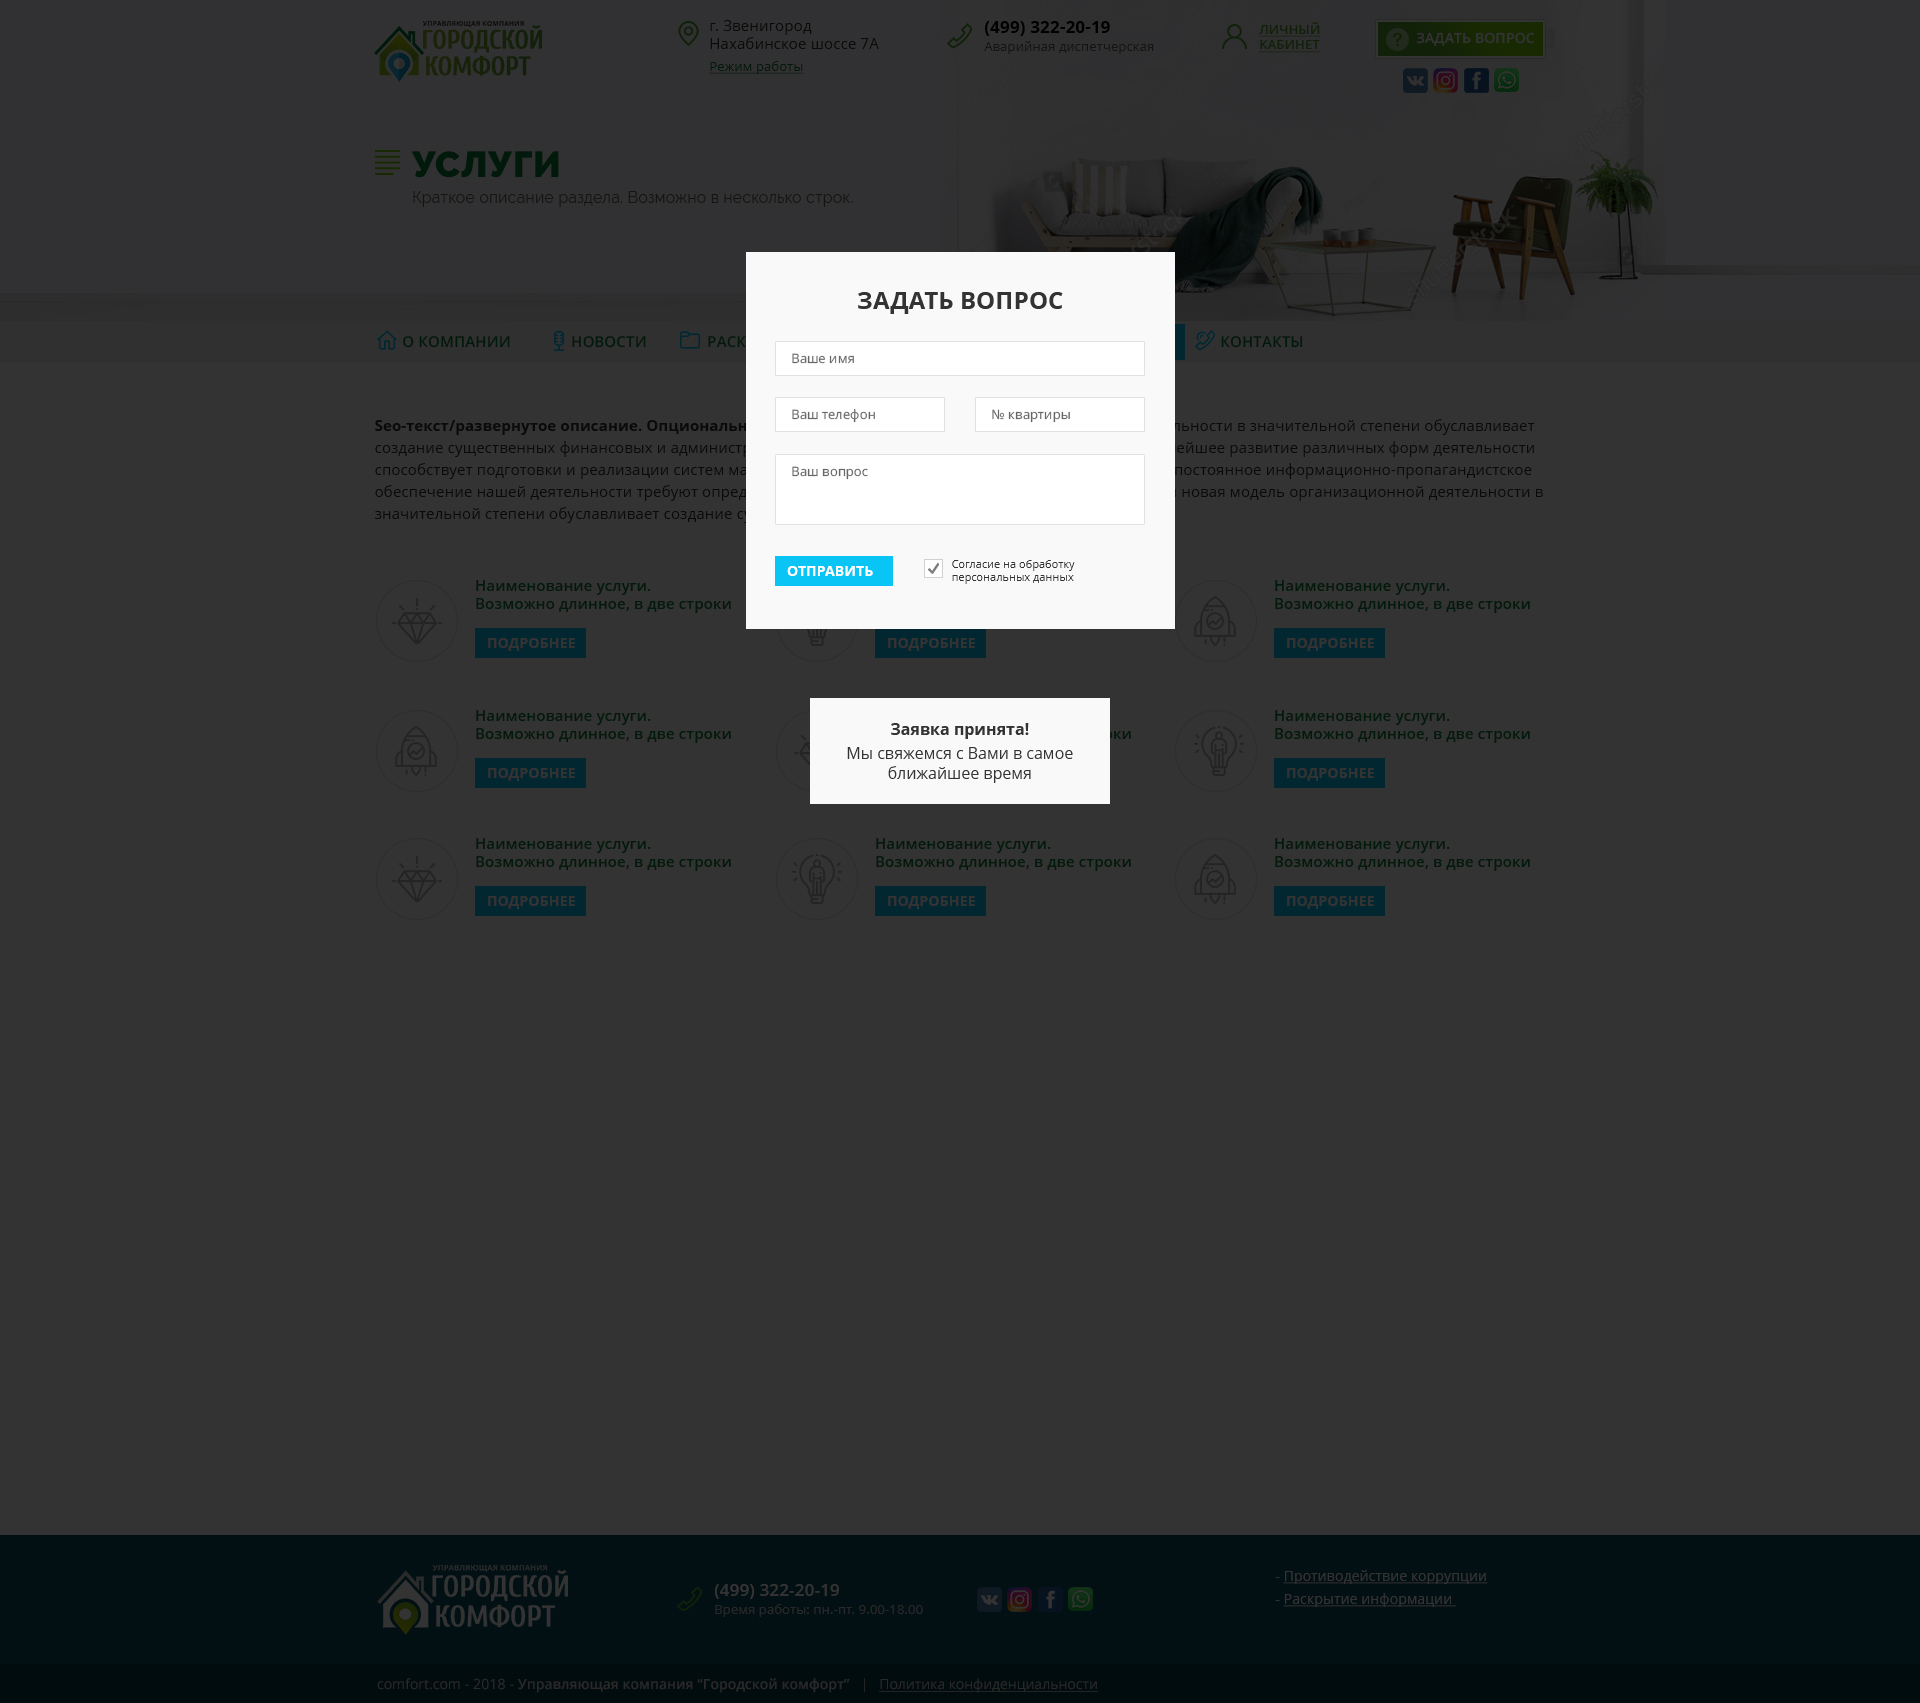 УПРАВЛЯЮЩАЯ КОМПАНИЯ
ГОРОДСКОЙ
КОМФОРТ
г. Звенигород
Нахабинское шоссе 7А
Режим работы
(499) 322-20-19
Аварийная диспетчерская
ЛИЧНЫЙ
КАБИНЕТ
? ЗАДАТЬ ВОПРОС
УСЛУГИ
Краткое описание раздела. Возможно в несколько строк.
О КОМПАНИИ
НОВОСТИ
РАСК
КОНТАКТЫ
ЗАДАТЬ ВОПРОС
Ваше имя
Ваш телефон
№ квартиры
Ваш вопрос
ОТПРАВИТЬ
Согласие на обработку
персональных данных
Seo-текст/развернутое описание. Опциональн льности в значительной степени обуславливает
создание существенных финансовых и администр ейшее развитие различных форм деятельности
способствует подготовки и реализации систем ма постоянное информационно-пропагандистское
обеспечение нашей деятельности требуют опред новая модель организационной деятельности в
значительной степени обуславливает создание су
Наименование услуги.
Возможно длинное, в две строки
ПОДРОБНЕЕ
ПОДРОБНЕЕ
Наименование услуги.
Возможно длинное, в две строки
ПОДРОБНЕЕ
Наименование услуги.
Возможно длинное, в две строки
ПОДРОБНЕЕ
Заявка принята!
Мы свяжемся с Вами в самое
ближайшее время
ки
Наименование услуги.
Возможно длинное, в две строки
ПОДРОБНЕЕ
Наименование услуги.
Возможно длинное, в две строки
ПОДРОБНЕЕ
Наименование услуги.
Возможно длинное, в две строки
ПОДРОБНЕЕ
Наименование услуги.
Возможно длинное, в две строки
ПОДРОБНЕЕ
УПРАВЛЯЮЩАЯ КОМПАНИЯ
ГОРОДСКОЙ
КОМФОРТ
(499) 322-20-19
Время работы: пн.-пт. 9.00-18.00
- Противодействие коррупции
- Раскрытие информации
comfort.com - 2018 - Управляющая компания “Городской комфорт” | Политика конфиденциальности